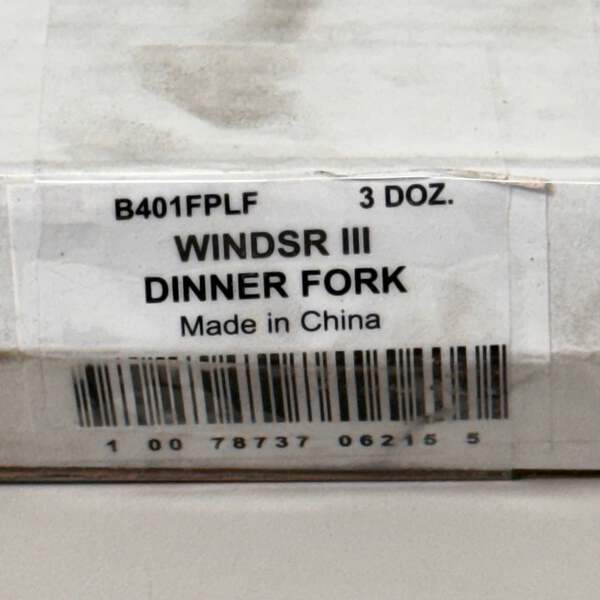 B401FPLF 3 DOZ.
WINDSR III
DINNER FORK
Made in China
1 00 78737 06215 5